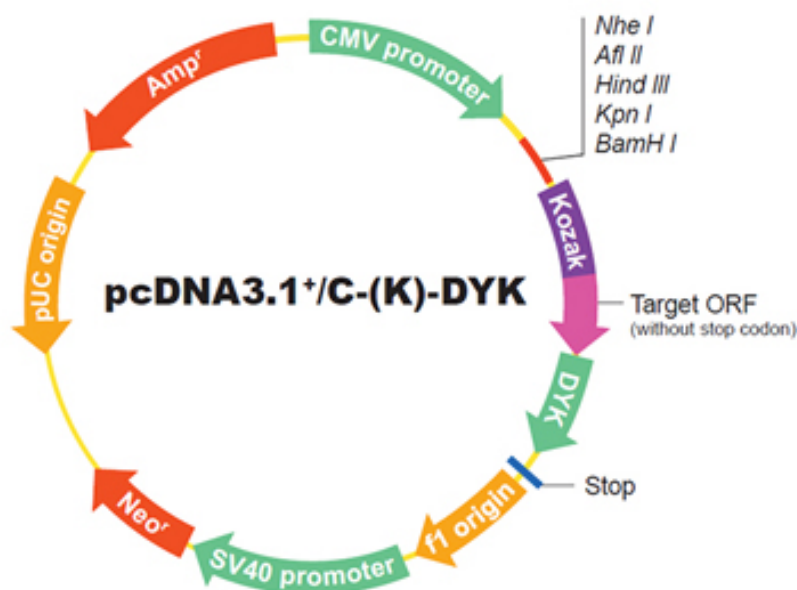 CMV promoter
Nhe I
Afl II
Hind III
Kpn I
BamH I
Kozak
Target ORF
(without stop codon)
DYK
Stop
f1 origin
SV40 promoter
Neoʳ
pUC origin
Ampʳ
pcDNA3.1⁺/C-(K)-DYK